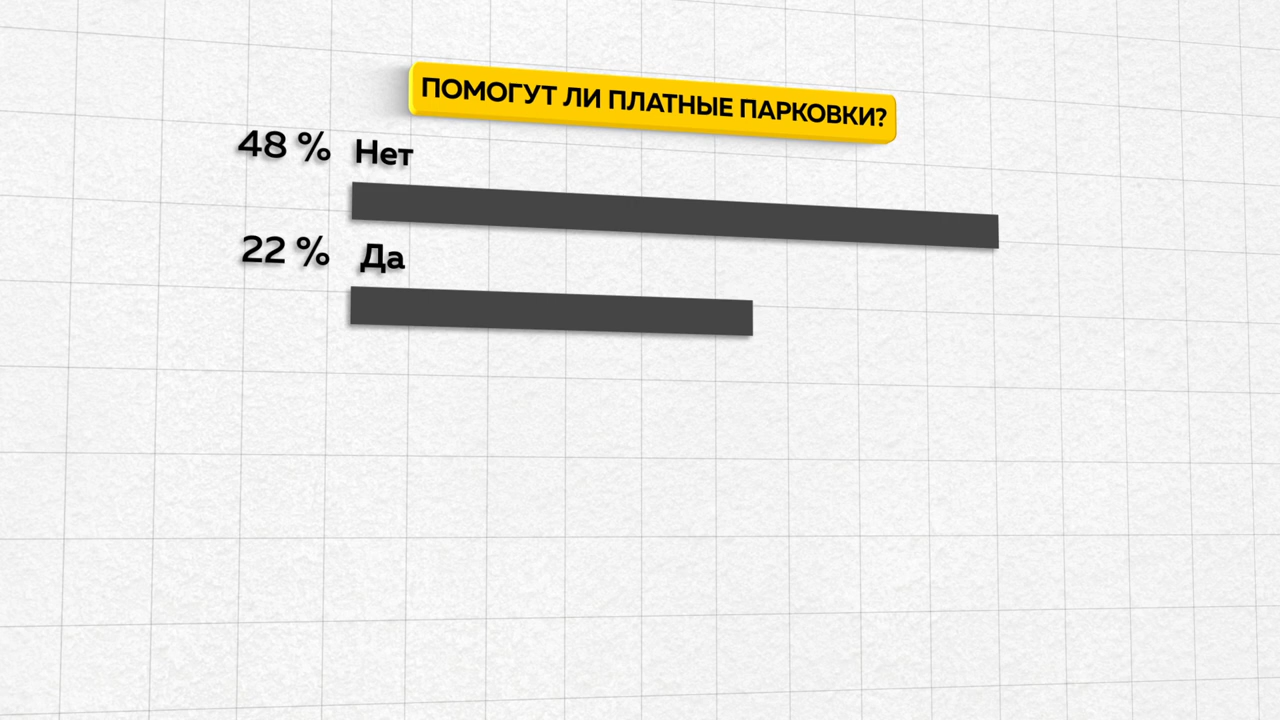 ПОМОГУТ ЛИ ПЛАТНЫЕ ПАРКОВКИ?
48 % Нет
22 % Да